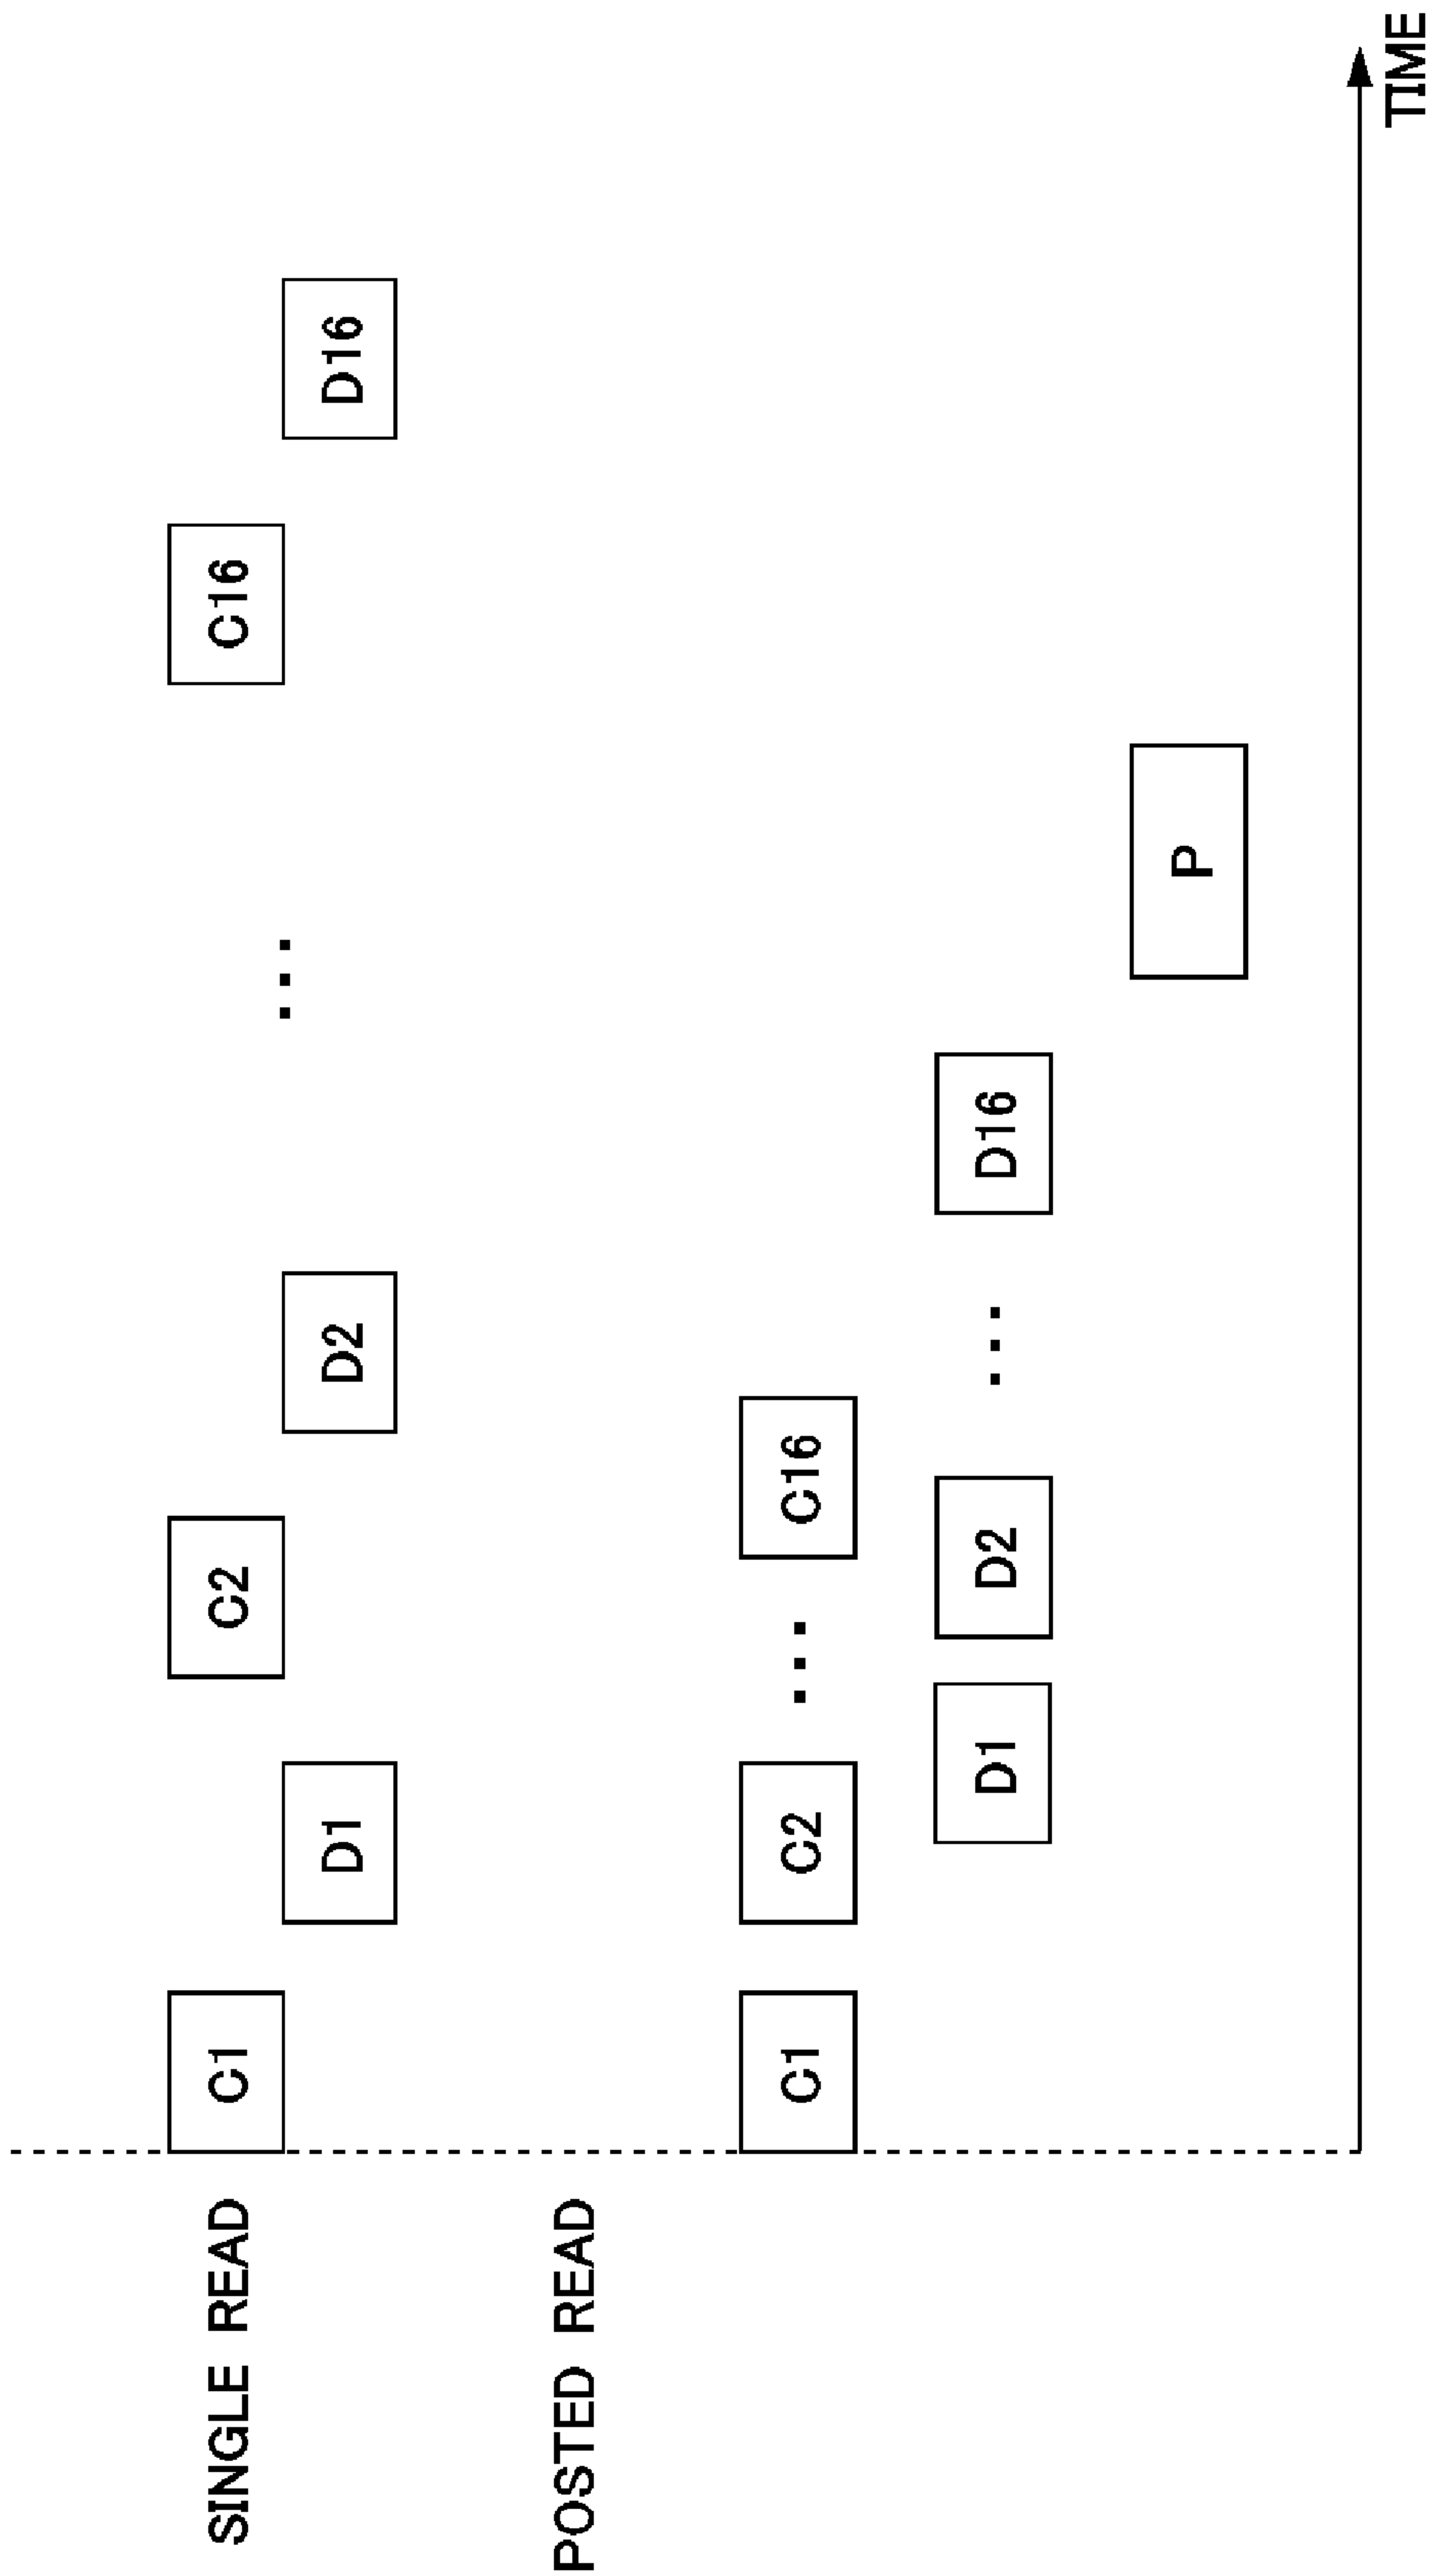 SINGLE READ
C1
D1
C2
D2
...
C16
D16
POSTED READ
C1
C2
...
C16
D1
D2
...
D16
P
TIME